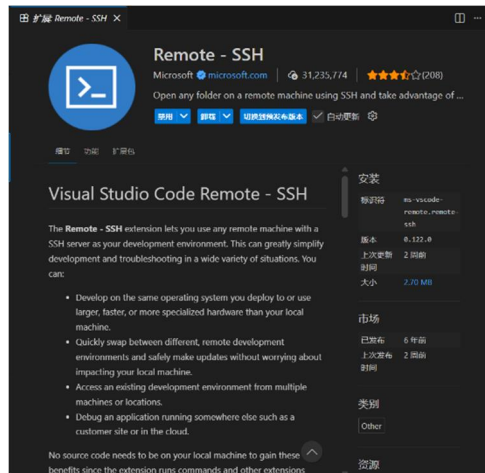 扩展: Remote - SSH
Remote - SSH
Microsoft microsoft.com 31,235,774 (208)
Open any folder on a remote machine using SSH and take advantage of ...
禁用 卸载 切换到预发布版本 自动更新
细节 功能 扩展包
Visual Studio Code Remote - SSH
The Remote - SSH extension lets you use any remote machine with a
SSH server as your development environment. This can greatly simplify
development and troubleshooting in a wide variety of situations. You
can:
Develop on the same operating system you deploy to or use
larger, faster, or more specialized hardware than your local
machine.
Quickly swap between different, remote development
environments and safely make updates without worrying about
impacting your local machine.
Access an existing development environment from multiple
machines or locations.
Debug an application running somewhere else such as a
customer site or in the cloud.
No source code needs to be on your local machine to gain these
benefits since the extension runs commands and other extensions
安装
标识符 ms-vscode-
remote.remote-
ssh
版本 0.122.0
上次更新 2 周前
时间
大小 2.70 MB
市场
已发布 6 年前
上次发布 2 周前
时间
类别
Other
资源